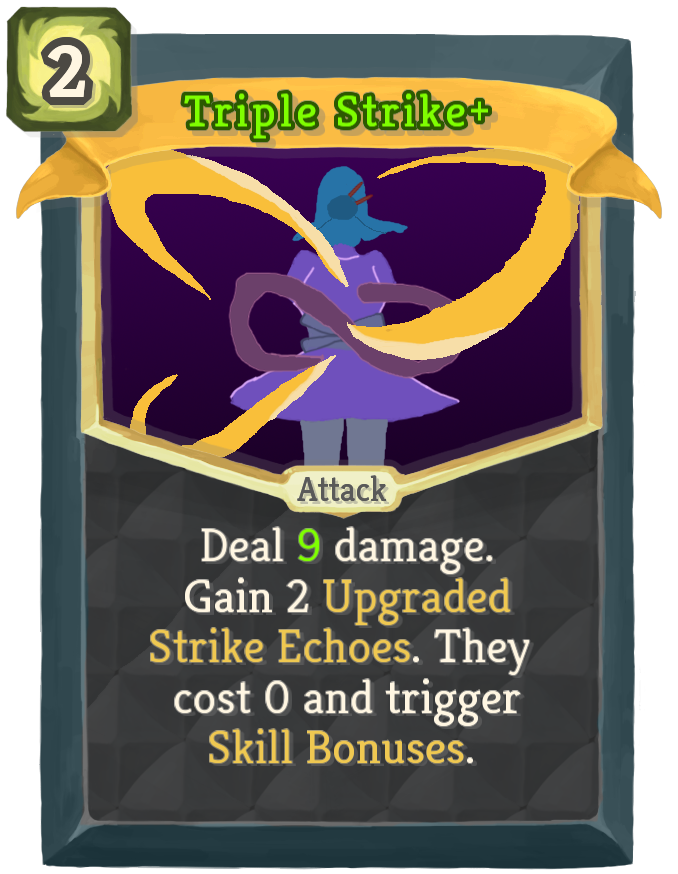 2
Triple Strike+
Attack
Deal 9 damage.
Gain 2 Upgraded
Strike Echoes. They
cost 0 and trigger
Skill Bonuses.